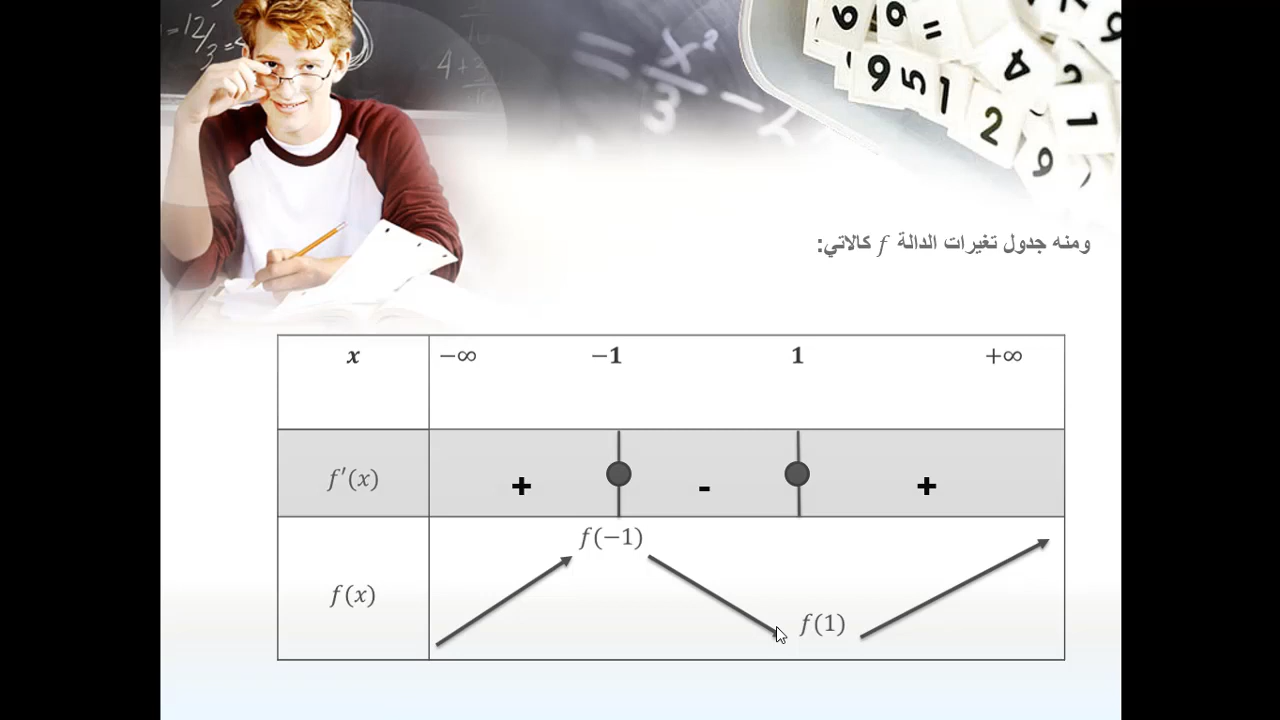 ومنه جدول تغيرات الدالة f كالاتي:
x −∞ −1 1 +∞
f′(x) + - +
f(−1)
f(x)
f(1)